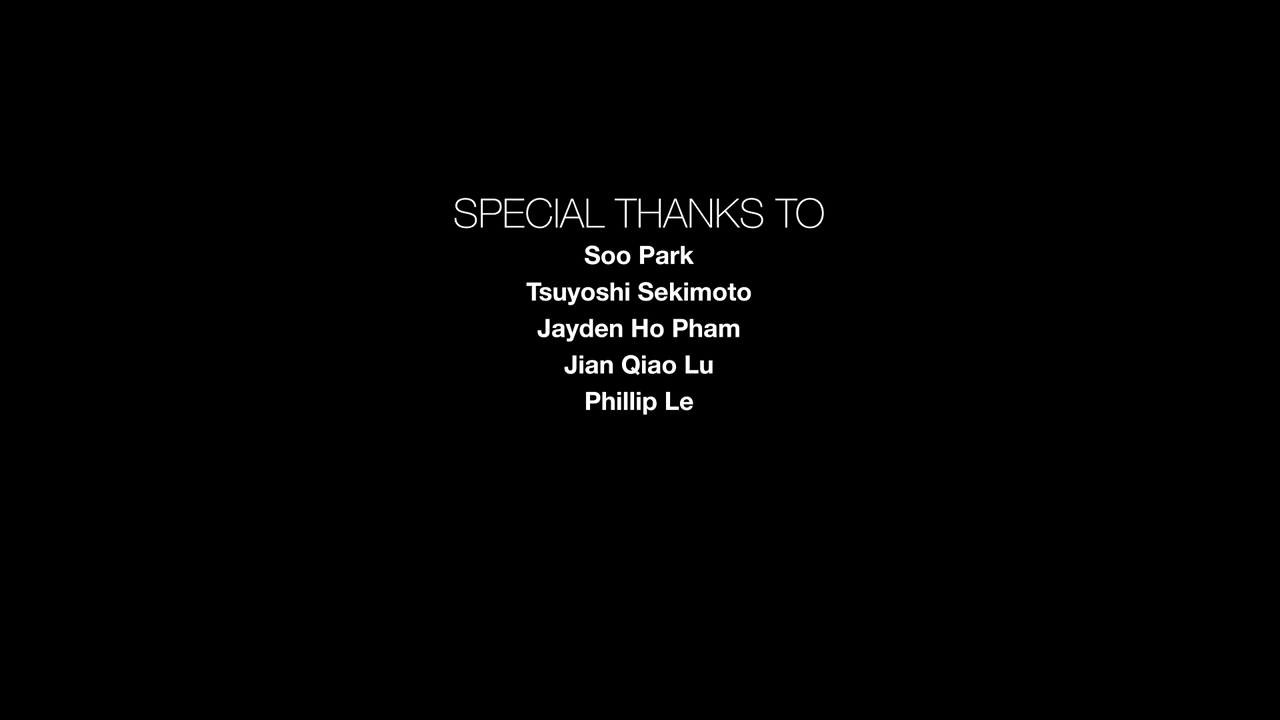 SPECIAL THANKS TO
Soo Park
Tsuyoshi Sekimoto
Jayden Ho Pham
Jian Qiao Lu
Phillip Le